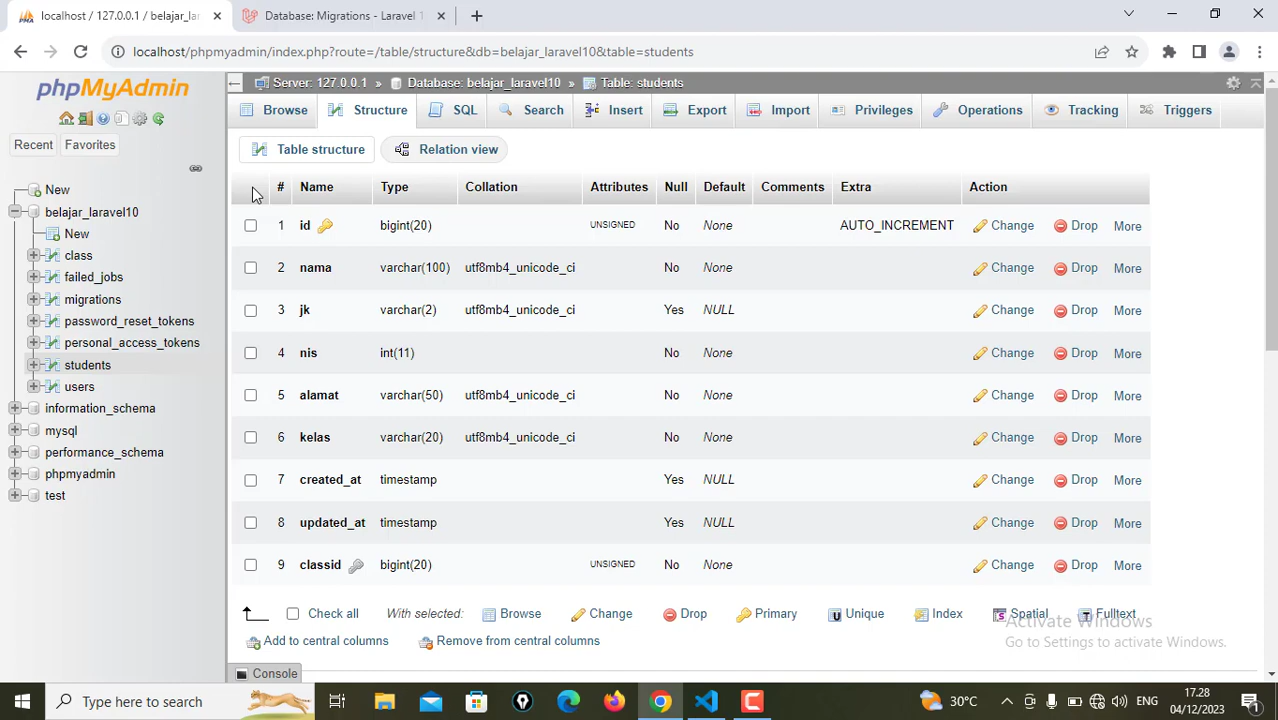 localhost / 127.0.0.1 / belajar_la
Database: Migrations - Laravel 1
localhost/phpmyadmin/index.php?route=/table/structure&db=belajar_laravel10&table=students
phpMyAdmin
Recent Favorites
New
belajar_laravel10
New
class
failed_jobs
migrations
password_reset_tokens
personal_access_tokens
students
users
information_schema
mysql
performance_schema
phpmyadmin
test
Server: 127.0.0.1 » Database: belajar_laravel10 » Table: students
Browse Structure SQL Search Insert Export Import Privileges Operations Tracking Triggers
Table structure Relation view
# Name Type Collation Attributes Null Default Comments Extra Action
1 id bigint(20) UNSIGNED No None AUTO_INCREMENT Change Drop More
2 nama varchar(100) utf8mb4_unicode_ci No None Change Drop More
3 jk varchar(2) utf8mb4_unicode_ci Yes NULL Change Drop More
4 nis int(11) No None Change Drop More
5 alamat varchar(50) utf8mb4_unicode_ci No None Change Drop More
6 kelas varchar(20) utf8mb4_unicode_ci No None Change Drop More
7 created_at timestamp Yes NULL Change Drop More
8 updated_at timestamp Yes NULL Change Drop More
9 classid bigint(20) UNSIGNED No None Change Drop More
Check all With selected: Browse Change Drop Primary Unique Index Spatial Fulltext
Add to central columns Remove from central columns
Activate Windows
Go to Settings to activate Windows.
Console
Type here to search
30°C
ENG
17.28
04/12/2023
1